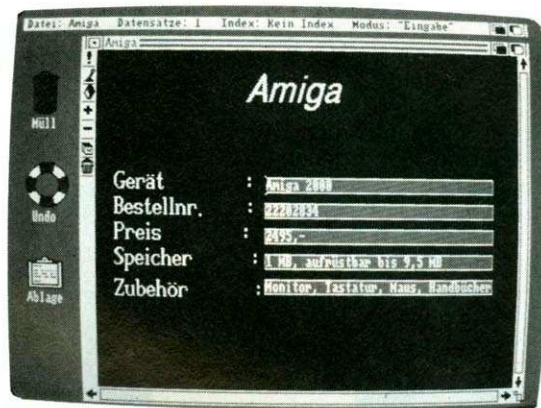 Datei: Amiga Datensatze: 1 Index: Kein Index Modus: "Eingabe"
Amiga
Amiga
Müll
Undo
Ablage
Gerät : Amiga 2000
Bestellnr. : 22202034
Preis : 2495,-
Speicher : 1 MB, aufrüstbar bis 9,5 MB
Zubehör : Monitor, Tastatur, Maus, Handbücher